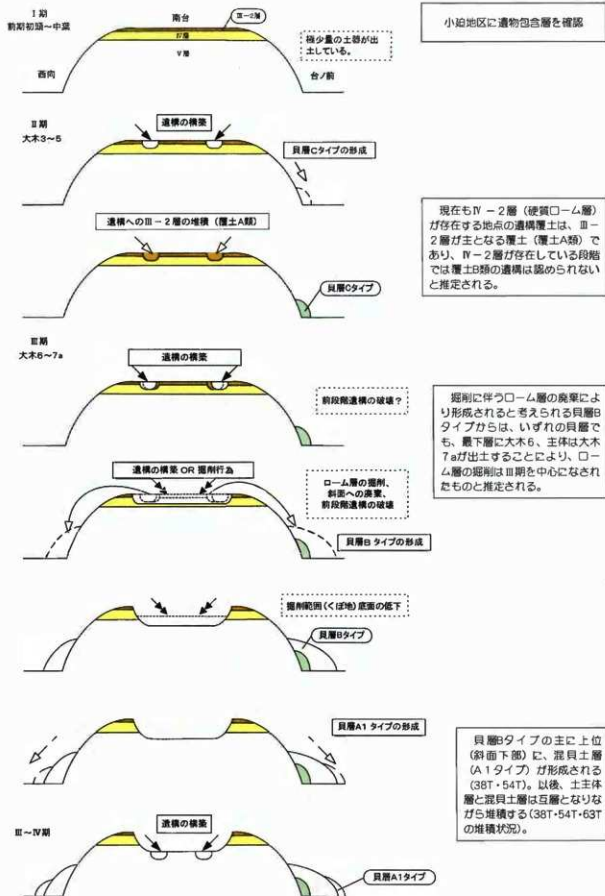 Ⅰ期
前期初頭~中葉
南台
Ⅲ-2層
Ⅳ層
Ⅴ層
西向
台ノ前
極少量の土器が出
土している。
小迫地区に遺物包含層を確認
Ⅱ期
大木3~5
遺構の構築
貝層Cタイプの形成
遺構へのⅢ-2層の堆積(覆土A類)
貝層Cタイプ
現在もⅣ-2層(硬質ローム層)
が存在する地点の遺構覆土は、Ⅲ-
2層が主となる覆土(覆土A類)で
あり、Ⅳ-2層が存在している段階
では覆土B類の遺構は認められない
と推定される。
Ⅲ期
大木6~7a
遺構の構築
前段階遺構の破壊?
遺構の構築 OR 掘削行為
ローム層の掘削、
斜面への廃棄、
前段階遺構の破壊
貝層Bタイプの形成
掘削に伴うローム層の廃棄によ
り形成されると考えられる貝層B
タイプからは、いずれの貝層で
も、最下層に大木6、主体は大木
7aが出土することにより、ロー
ム層の掘削はⅢ期を中心になされ
たものと推定される。
掘削範囲(くぼ地)底面の低下
貝層Bタイプ
貝層A1タイプの形成
貝層Bタイプの主に上位
(斜面下部)に、混貝土層
(A1タイプ)が形成される
(38T・54T)。以後、土主体
層と混貝土層は互層となりな
がら堆積する(38T・54T・63T
の堆積状況)。
Ⅲ~Ⅳ期
遺構の構築
貝層A1タイプ